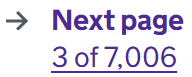 Next page
3 of 7,006